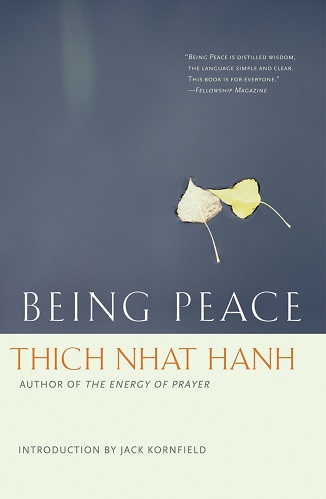 “BEING PEACE IS DISTILLED WISDOM,
THE LANGUAGE SIMPLE AND CLEAR.
THIS BOOK IS FOR EVERYONE.”
—FELLOWSHIP MAGAZINE
BEING PEACE
THICH NHAT HANH
AUTHOR OF THE ENERGY OF PRAYER
INTRODUCTION BY JACK KORNFIELD